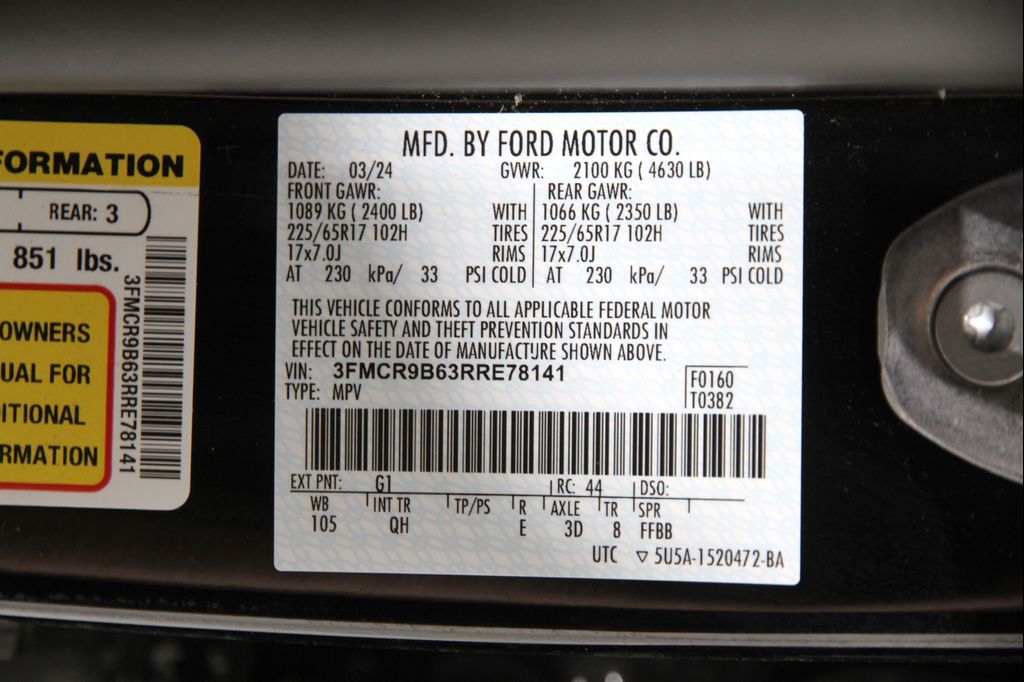 FORMATION
REAR: 3
851 lbs.
OWNERS
UAL FOR
DITIONAL
RMATION
3FMCR9B63RRE78141
MFD. BY FORD MOTOR CO.
DATE: 03/24 GVWR: 2100 KG ( 4630 LB)
FRONT GAWR: REAR GAWR:
1089 KG ( 2400 LB) WITH 1066 KG ( 2350 LB) WITH
225/65R17 102H TIRES 225/65R17 102H TIRES
17x7.0J RIMS 17x7.0J RIMS
AT 230 kPa/ 33 PSI COLD AT 230 kPa/ 33 PSI COLD
THIS VEHICLE CONFORMS TO ALL APPLICABLE FEDERAL MOTOR
VEHICLE SAFETY AND THEFT PREVENTION STANDARDS IN
EFFECT ON THE DATE OF MANUFACTURE SHOWN ABOVE.
VIN: 3FMCR9B63RRE78141
TYPE: MPV
F0160
T0382
EXT PNT: G1 RC: 44 DSO:
WB INT TR TP/PS R AXLE TR SPR
105 QH E 3D 8 FFBB
UTC ▽ 5U5A-1520472-BA